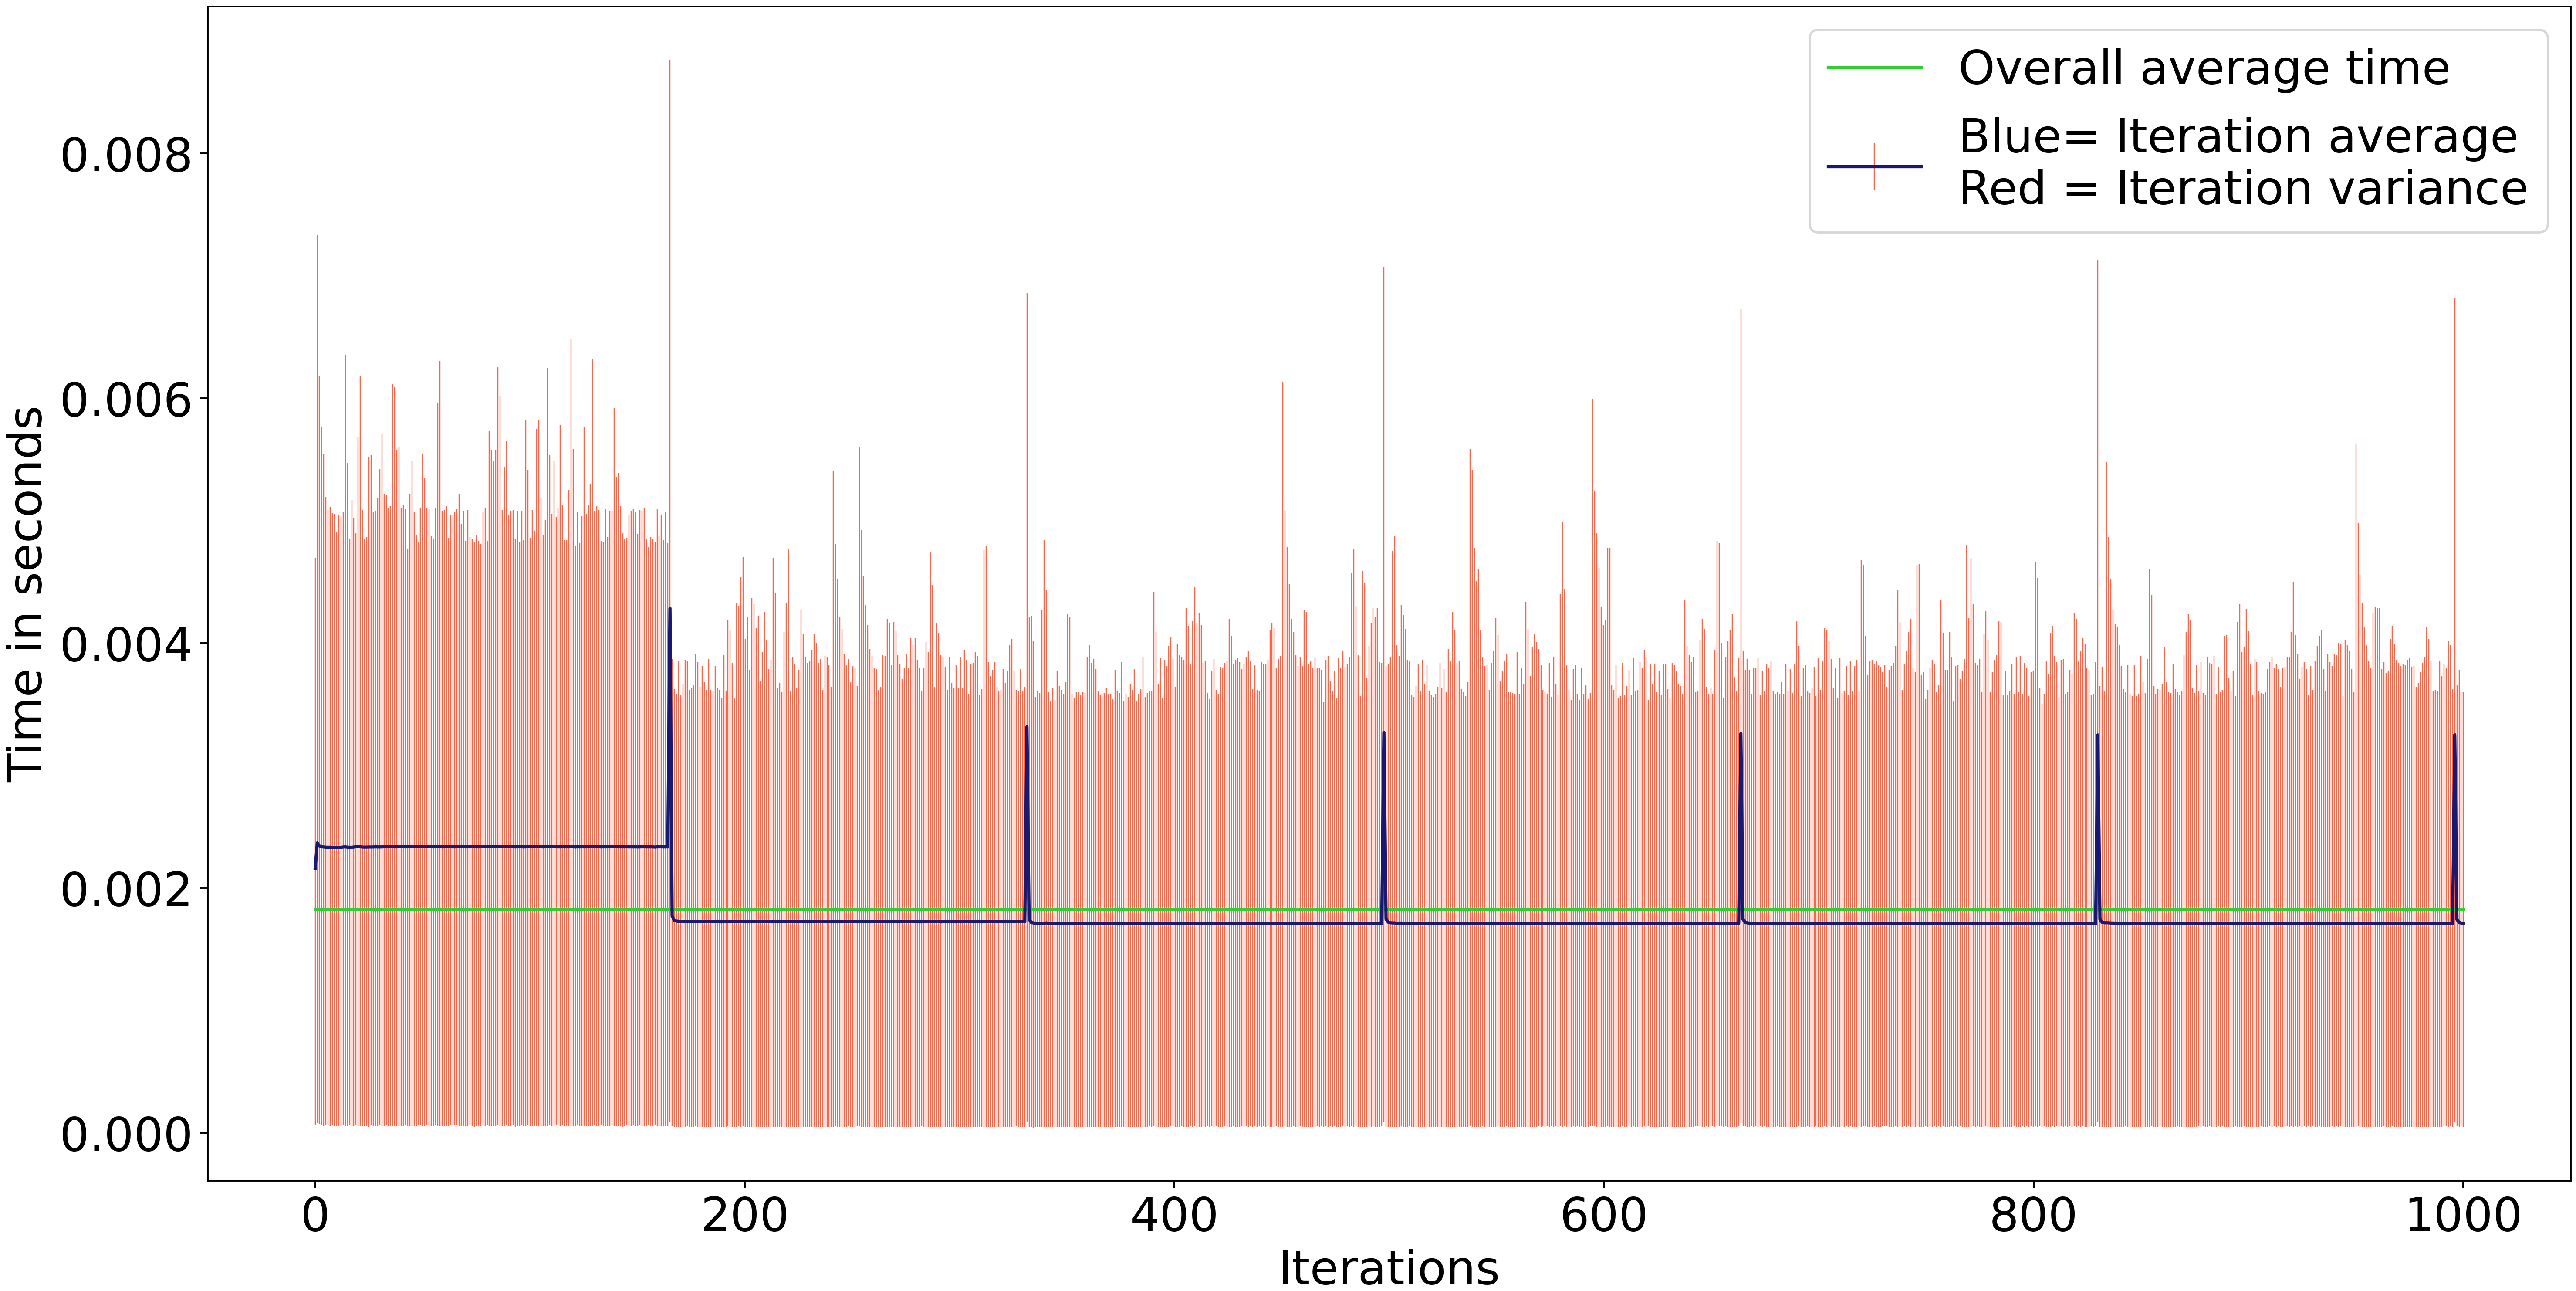 Overall average time
Blue= Iteration average
Red = Iteration variance
Time in seconds
0.008
0.006
0.004
0.002
0.000
0 200 400 600 800 1000
Iterations